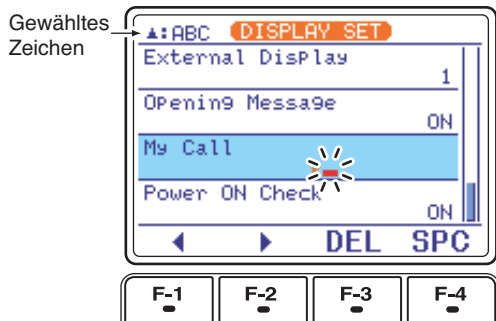 Gewähltes
Zeichen
▲:ABC DISPLAY SET
External Display
1
Opening Message
ON
My Call
Power ON Check
ON
◀ ▶ DEL SPC
F-1 F-2 F-3 F-4